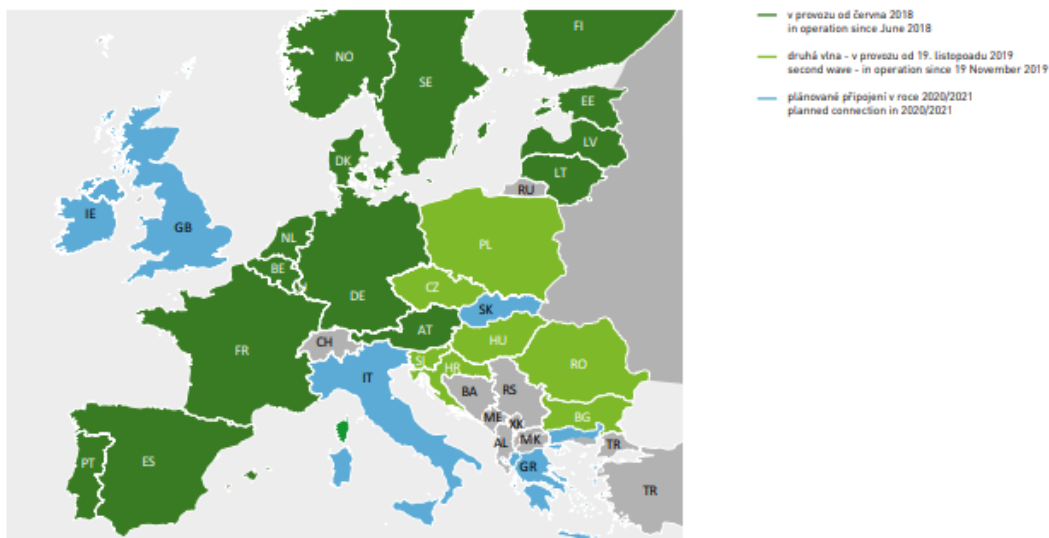 v provozu od června 2018
in operation since June 2018
druhá vlna - v provozu od 19. listopoadu 2019
second wave - in operation since 19 November 2019
plánované připojení v roce 2020/2021
planned connection in 2020/2021
FI
NO
SE
EE
LV
DK
LT
RU
IE
GB
NL
PL
BE
CZ
DE
SK
AT
HU
CH
FR
SI
HR
RO
IT
BA
RS
ME
XK
BG
AL
MK
TR
PT
ES
GR
TR